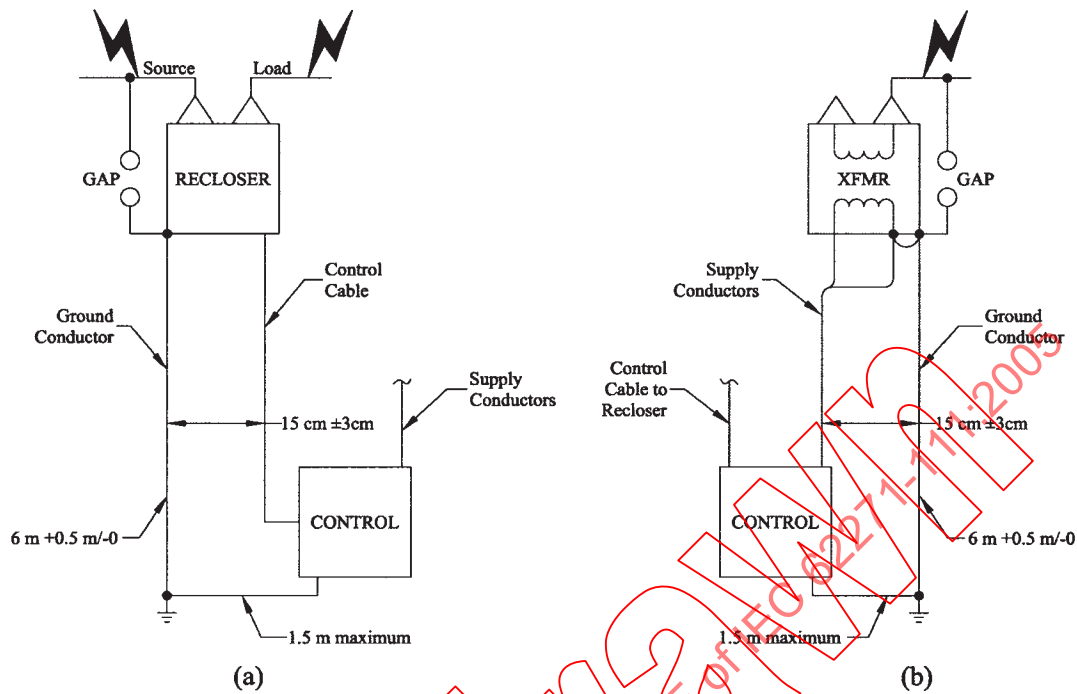 Source
Load
GAP
RECLOSER
Control
Cable
Ground
Conductor
Supply
Conductors
15 cm ±3cm
CONTROL
6 m +0.5 m/-0
1.5 m maximum
(a)
XFMR
GAP
Supply
Conductors
Ground
Conductor
Control
Cable to
Recloser
15 cm ±3cm
CONTROL
6 m +0.5 m/-0
1.5 m maximum
(b)
of IEC 62271-111:2005